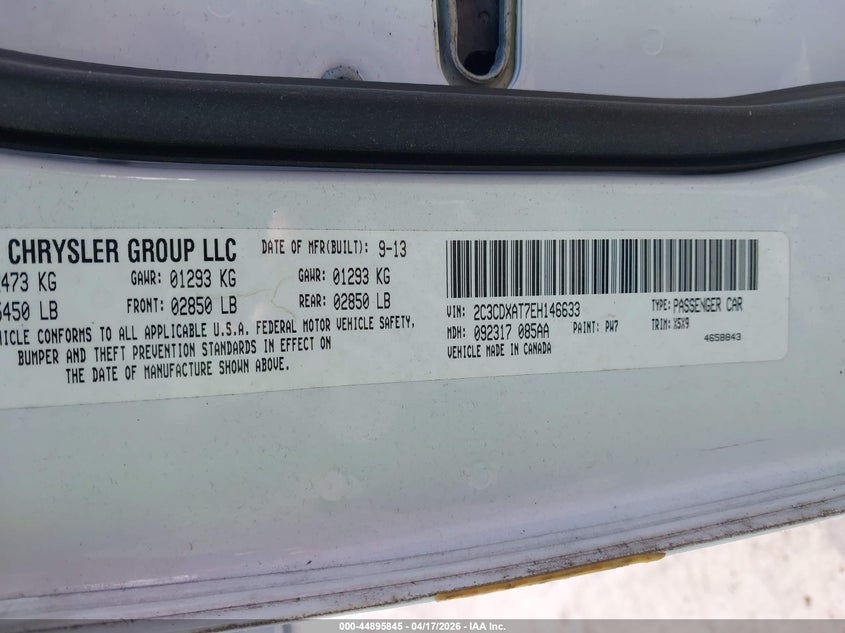 CHRYSLER GROUP LLC DATE OF MFR(BUILT): 9-13
473 KG GAWR: 01293 KG GAWR: 01293 KG
450 LB FRONT: 02850 LB REAR: 02850 LB
HICLE CONFORMS TO ALL APPLICABLE U.S.A. FEDERAL MOTOR VEHICLE SAFETY,
BUMPER AND THEFT PREVENTION STANDARDS IN EFFECT ON
THE DATE OF MANUFACTURE SHOWN ABOVE.
VIN: 2C3CDXAT7EH146633 TYPE: PASSENGER CAR
MDH: 092317 085AA PAINT: PW7 TRIM: X5X9
VEHICLE MADE IN CANADA 4658843
000-44895845 - 04/17/2026 - IAA Inc.